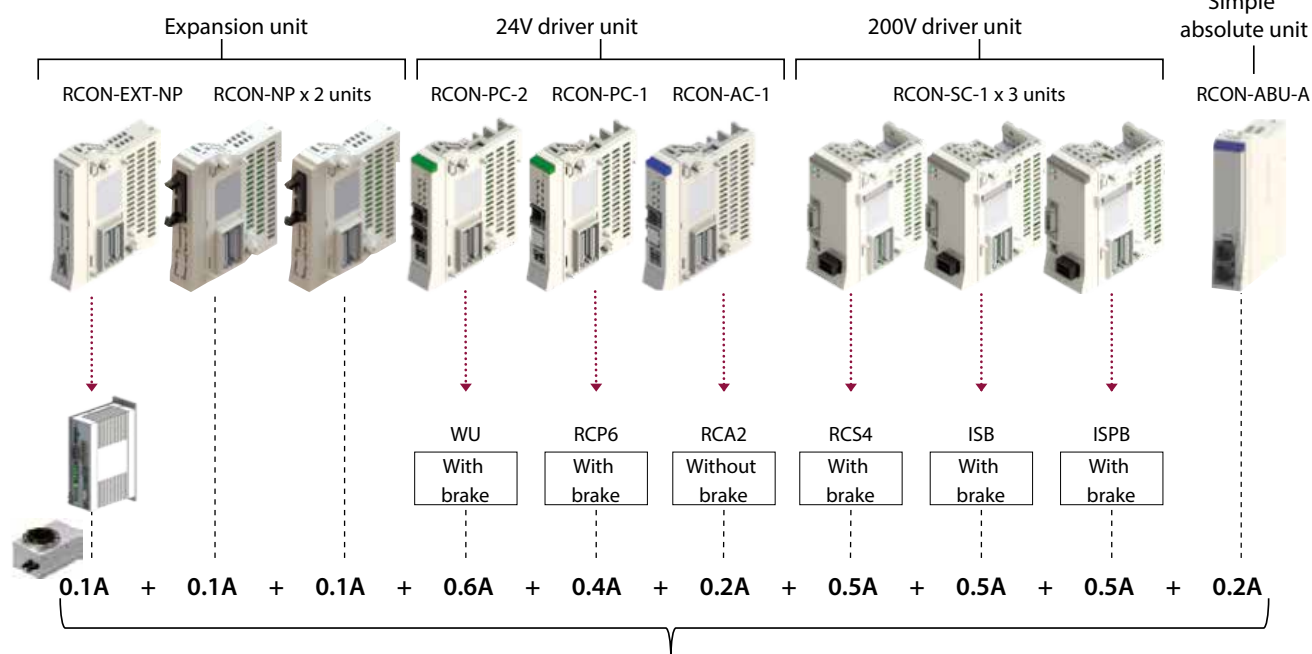 Expansion unit
24V driver unit
200V driver unit
Simple
absolute unit
RCON-EXT-NP
RCON-NP x 2 units
RCON-PC-2
RCON-PC-1
RCON-AC-1
RCON-SC-1 x 3 units
RCON-ABU-A
WU
With
brake
RCP6
With
brake
RCA2
Without
brake
RCS4
With
brake
ISB
With
brake
ISPB
With
brake
0.1A + 0.1A + 0.1A + 0.6A + 0.4A + 0.2A + 0.5A + 0.5A + 0.5A + 0.2A